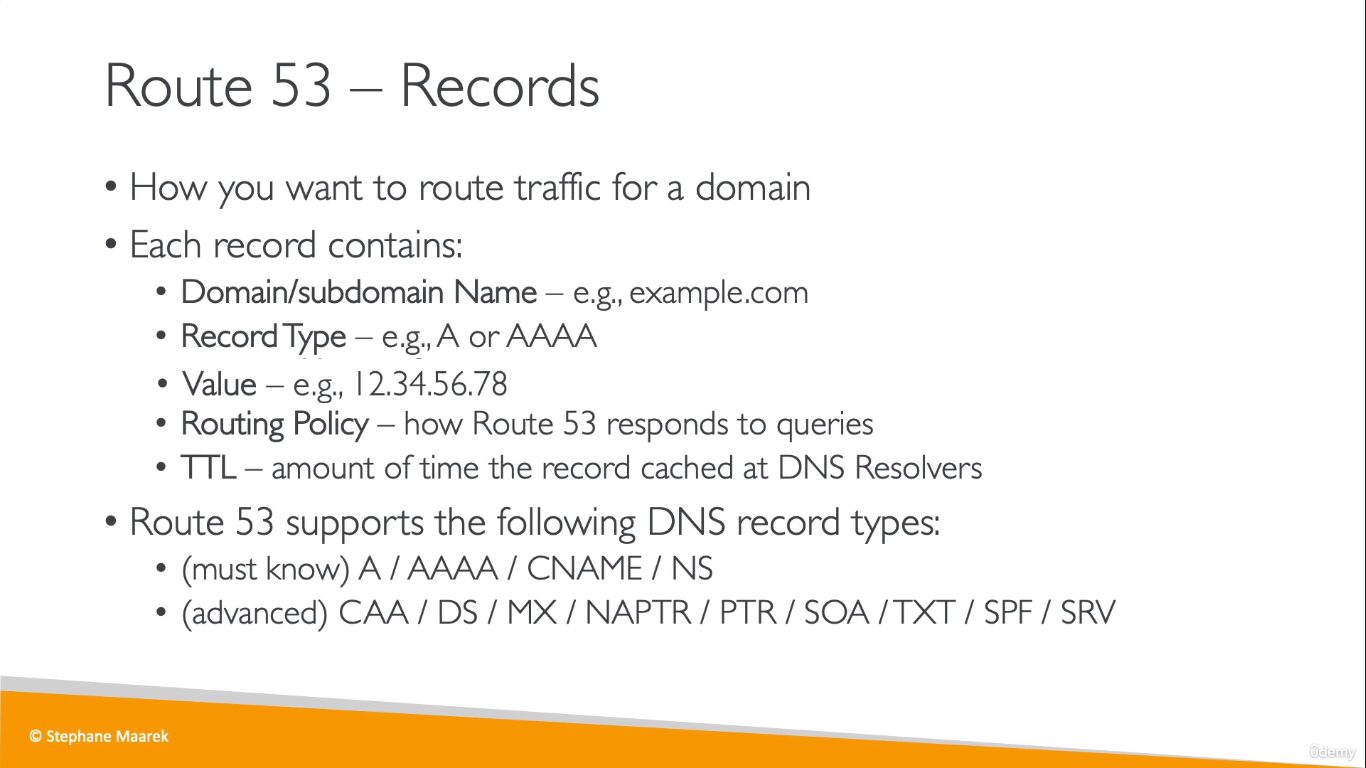 Route 53 – Records
• How you want to route traffic for a domain
• Each record contains:
• Domain/subdomain Name – e.g., example.com
• Record Type – e.g., A or AAAA
• Value – e.g., 12.34.56.78
• Routing Policy – how Route 53 responds to queries
• TTL – amount of time the record cached at DNS Resolvers
• Route 53 supports the following DNS record types:
• (must know) A / AAAA / CNAME / NS
• (advanced) CAA / DS / MX / NAPTR / PTR / SOA / TXT / SPF / SRV
© Stephane Maarek
ûdemy